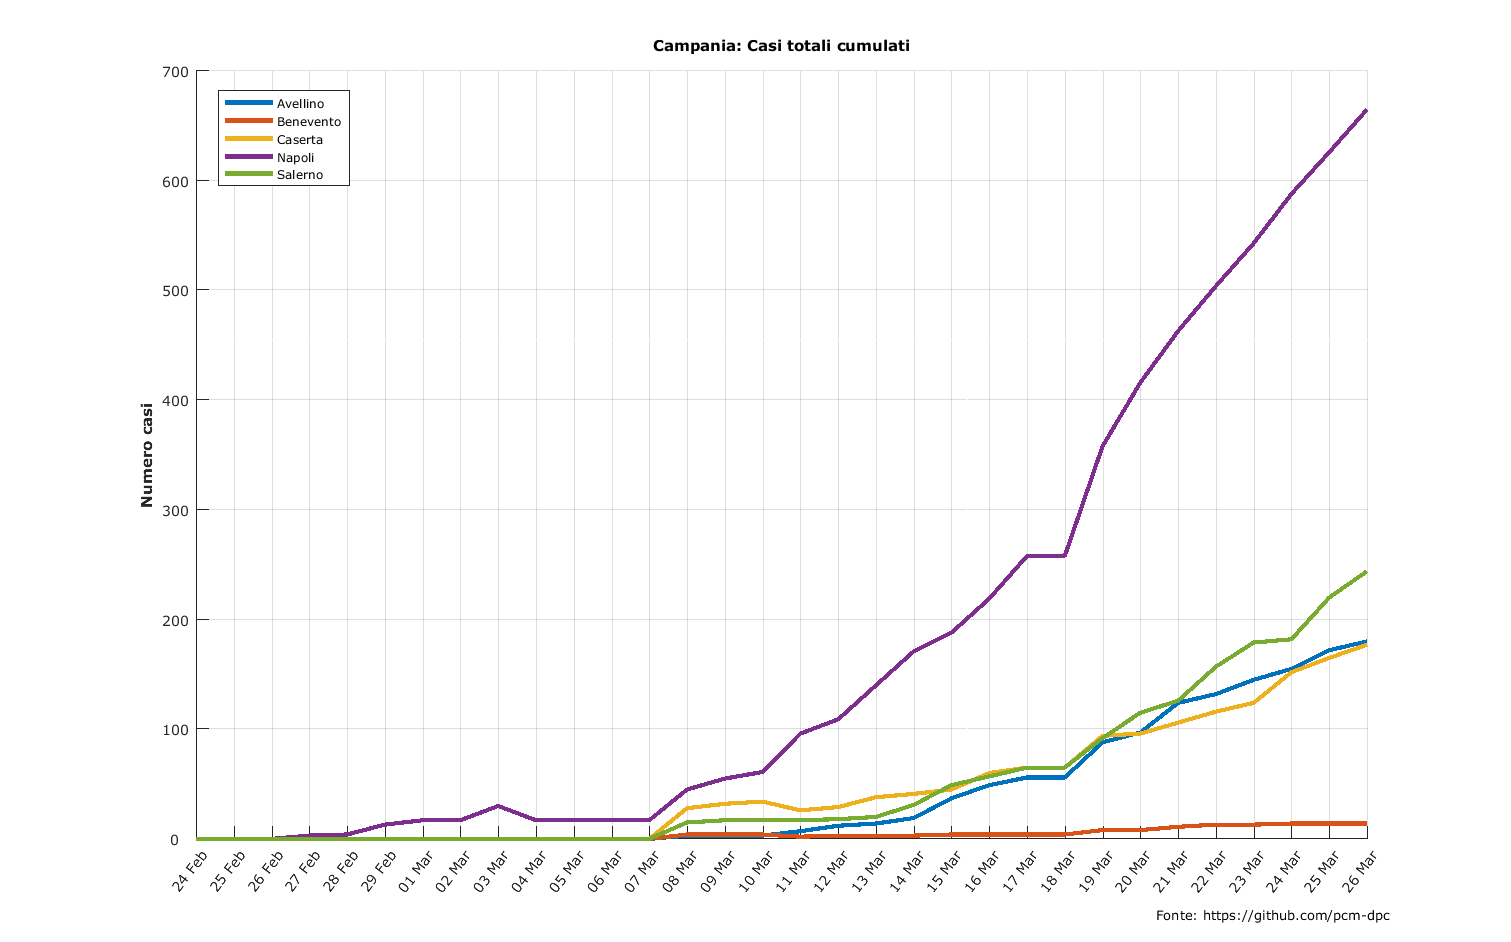 Campania: Casi totali cumulati
700
600
500
400
300
200
100
0
Numero casi
Avellino
Benevento
Caserta
Napoli
Salerno
24 Feb
25 Feb
26 Feb
27 Feb
28 Feb
29 Feb
01 Mar
02 Mar
03 Mar
04 Mar
05 Mar
06 Mar
07 Mar
08 Mar
09 Mar
10 Mar
11 Mar
12 Mar
13 Mar
14 Mar
15 Mar
16 Mar
17 Mar
18 Mar
19 Mar
20 Mar
21 Mar
22 Mar
23 Mar
24 Mar
25 Mar
26 Mar
Fonte: https://github.com/pcm-dpc